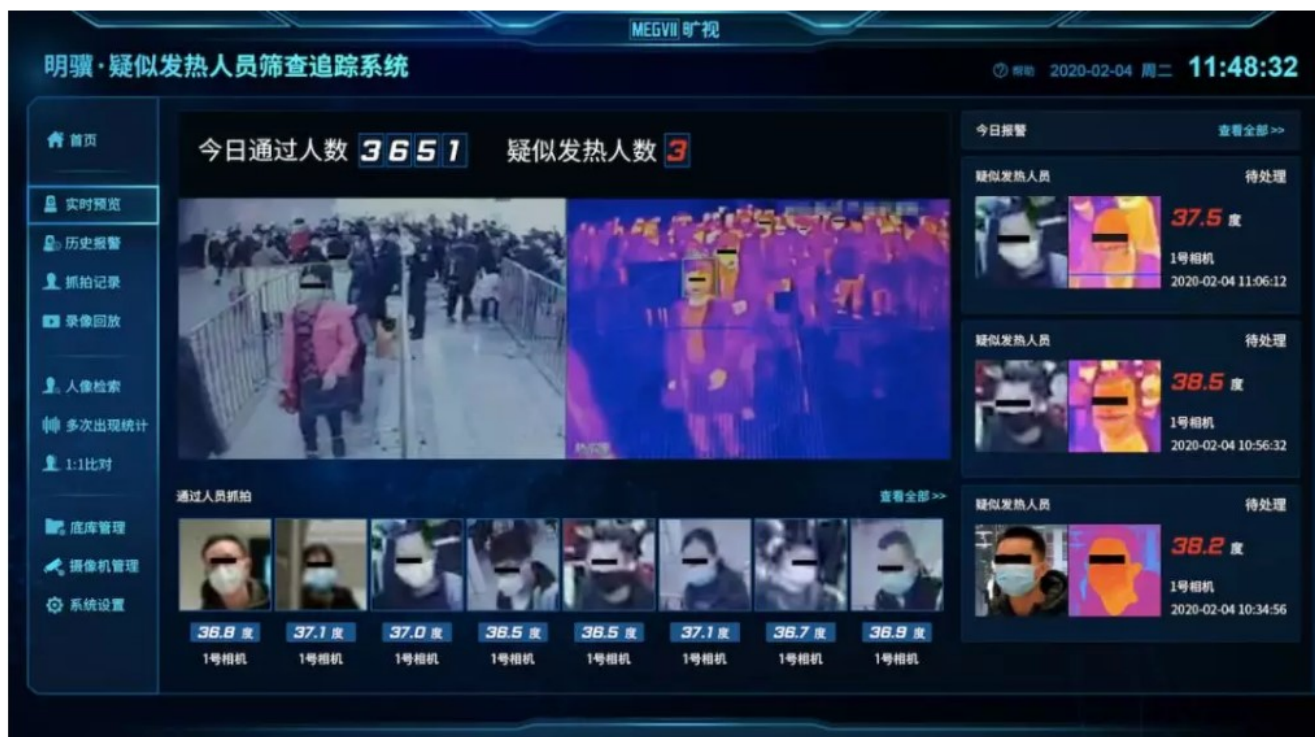 MEGVII 旷视
明骥·疑似发热人员筛查追踪系统
帮助 2020-02-04 周二 11:48:32
首页
实时预览
历史报警
抓拍记录
录像回放
人像检索
多次出现统计
1:1比对
底库管理
摄像机管理
系统设置
今日通过人数 3651 疑似发热人数 3
通过人员抓拍 查看全部 >>
36.8 度 37.1 度 37.0 度 36.5 度 36.5 度 37.1 度 36.7 度 36.9 度
1号相机 1号相机 1号相机 1号相机 1号相机 1号相机 1号相机 1号相机
今日报警 查看全部 >>
疑似发热人员 待处理
37.5 度
1号相机
2020-02-04 11:06:12
疑似发热人员 待处理
38.5 度
1号相机
2020-02-04 10:56:32
疑似发热人员 待处理
38.2 度
1号相机
2020-02-04 10:34:56